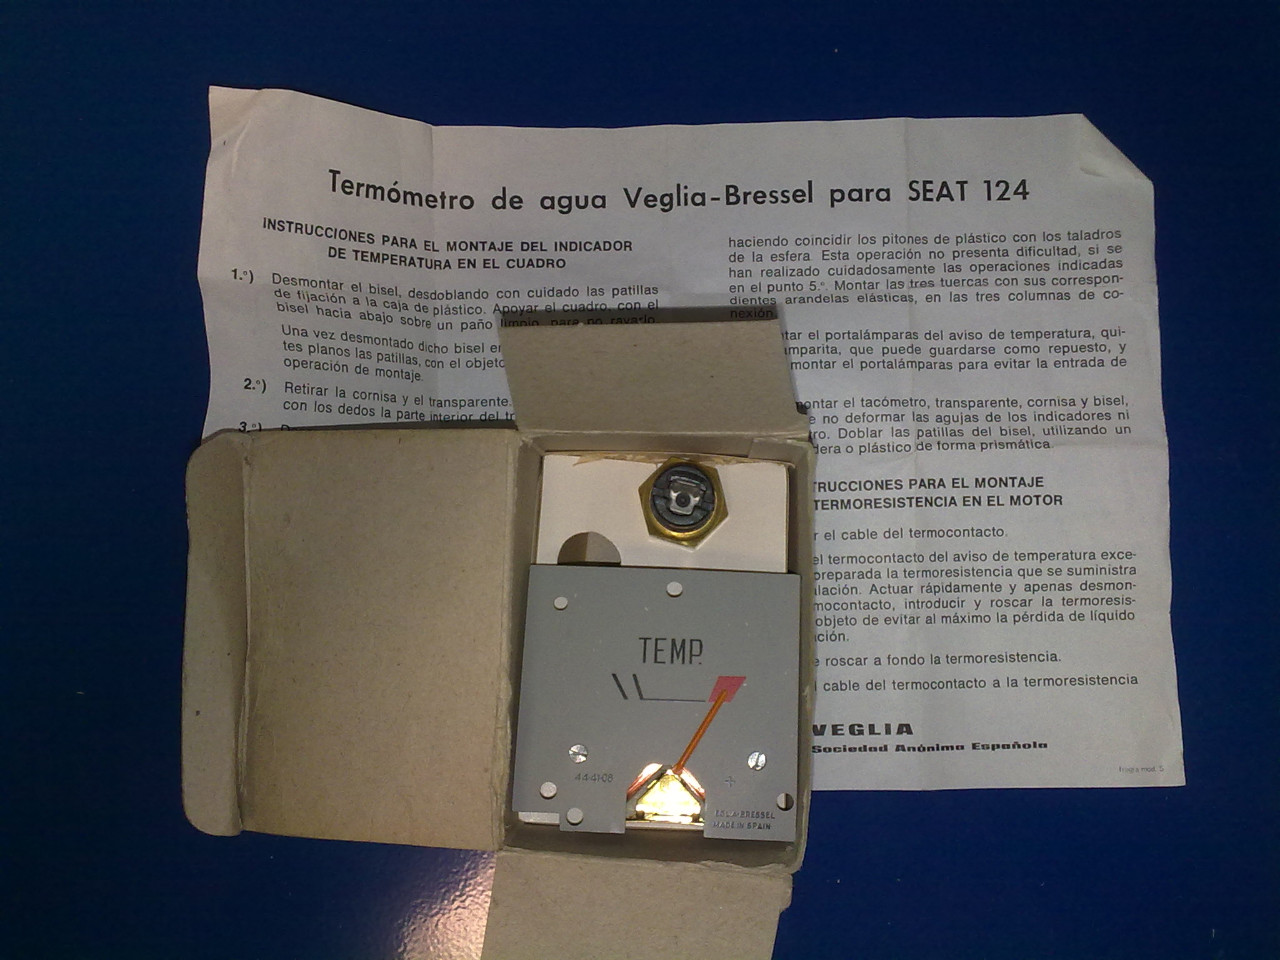 Termómetro de agua Veglia-Bressel para SEAT 124
INSTRUCCIONES PARA EL MONTAJE DEL INDICADOR
DE TEMPERATURA EN EL CUADRO
1.º) Desmontar el bisel, desdoblando con cuidado las patillas
de fijación a la caja de plástico. Apoyar el cuadro, con el
bisel hacia abajo sobre un paño limpio, para no rayarlo.
Una vez desmontado dicho bisel
tes planos las patillas, con el objeto
operación de montaje.
2.º) Retirar la cornisa y el transparente.
con los dedos la parte interior del
3.º)
haciendo coincidir los pitones de plástico con los taladros
de la esfera. Esta operación no presenta dificultad, si se
han realizado cuidadosamente las operaciones indicadas
en el punto 5.º. Montar las tres tuercas con sus correspon-
dientes arandelas elásticas, en las tres columnas de co-
nexión.
el portalámparas del aviso de temperatura, qui-
que puede guardarse como repuesto, y
montar el portalámparas para evitar la entrada de
el tacómetro, transparente, cornisa y bisel,
no deformar las agujas de los indicadores ni
Doblar las patillas del bisel, utilizando un
o plástico de forma prismática.
PARA EL MONTAJE
TERMORESISTENCIA EN EL MOTOR
el cable del termocontacto.
el termocontacto del aviso de temperatura exce-
preparada la termoresistencia que se suministra
Actuar rápidamente y apenas desmon-
introducir y roscar la termoresis-
objeto de evitar al máximo la pérdida de líquido
roscar a fondo la termoresistencia.
cable del termocontacto a la termoresistencia
VEGLIA
Sociedad Anónima Española
TEMP.
BRESSEL
MADE IN SPAIN